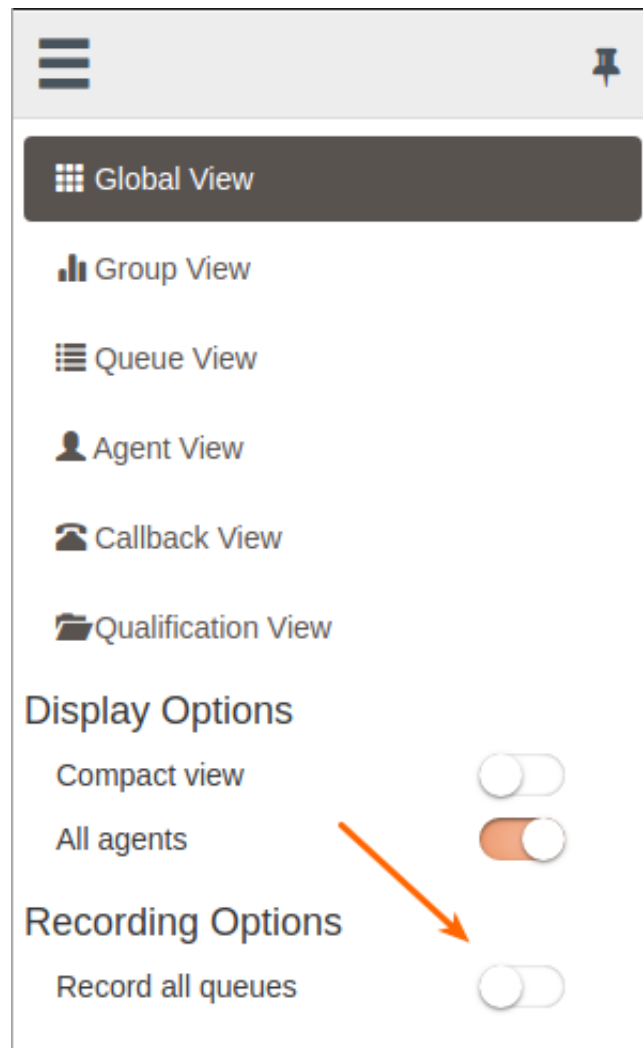 Global View
Group View
Queue View
Agent View
Callback View
Qualification View
Display Options
Compact view
All agents
Recording Options
Record all queues